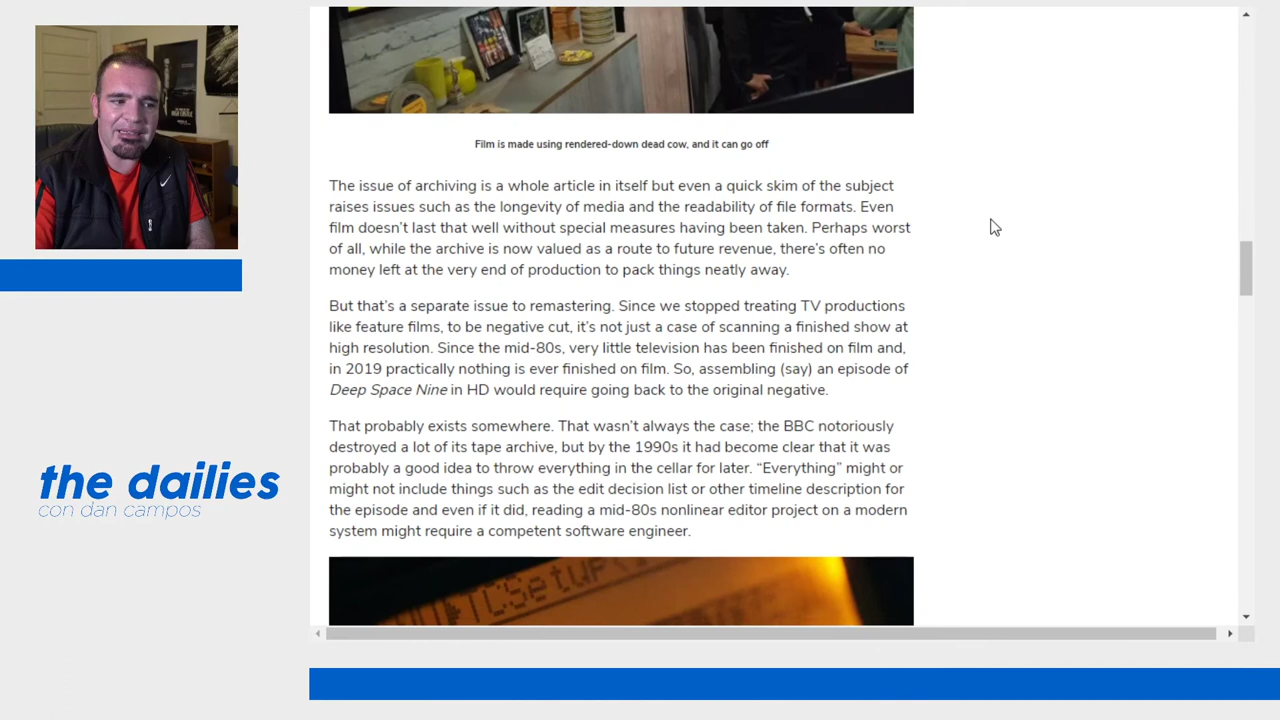 Film is made using rendered-down dead cow, and it can go off
The issue of archiving is a whole article in itself but even a quick skim of the subject
raises issues such as the longevity of media and the readability of file formats. Even
film doesn't last that well without special measures having been taken. Perhaps worst
of all, while the archive is now valued as a route to future revenue, there's often no
money left at the very end of production to pack things neatly away.
But that's a separate issue to remastering. Since we stopped treating TV productions
like feature films, to be negative cut, it's not just a case of scanning a finished show at
high resolution. Since the mid-80s, very little television has been finished on film and,
in 2019 practically nothing is ever finished on film. So, assembling (say) an episode of
Deep Space Nine in HD would require going back to the original negative.
That probably exists somewhere. That wasn't always the case; the BBC notoriously
destroyed a lot of its tape archive, but by the 1990s it had become clear that it was
probably a good idea to throw everything in the cellar for later. “Everything” might or
might not include things such as the edit decision list or other timeline description for
the episode and even if it did, reading a mid-80s nonlinear editor project on a modern
system might require a competent software engineer.
the dailies
con dan campos